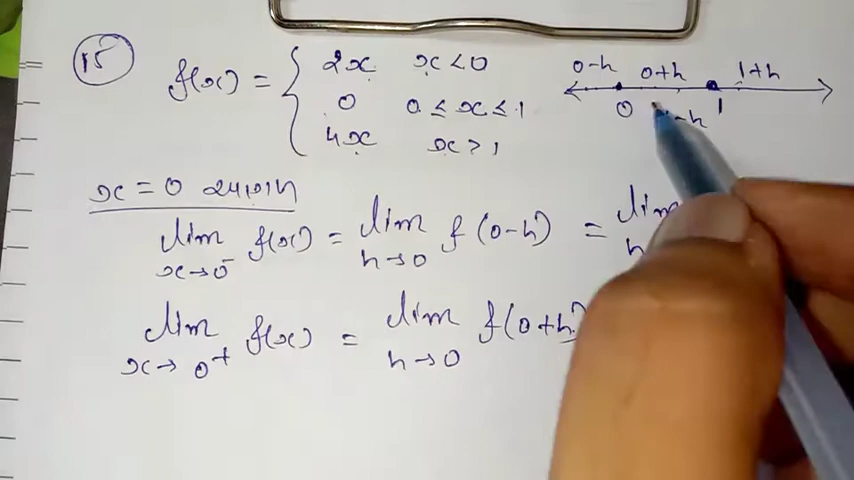 15
f(x) = { 2x x < 0
0 0 ≤ x ≤ 1
4x x > 1
0-h 0+h 1+h
0 -h 1
x = 0
lim x→0⁻ f(x) = lim h→0 f(0-h) = lim h
lim x→0⁺ f(x) = lim h→0 f(0+h)